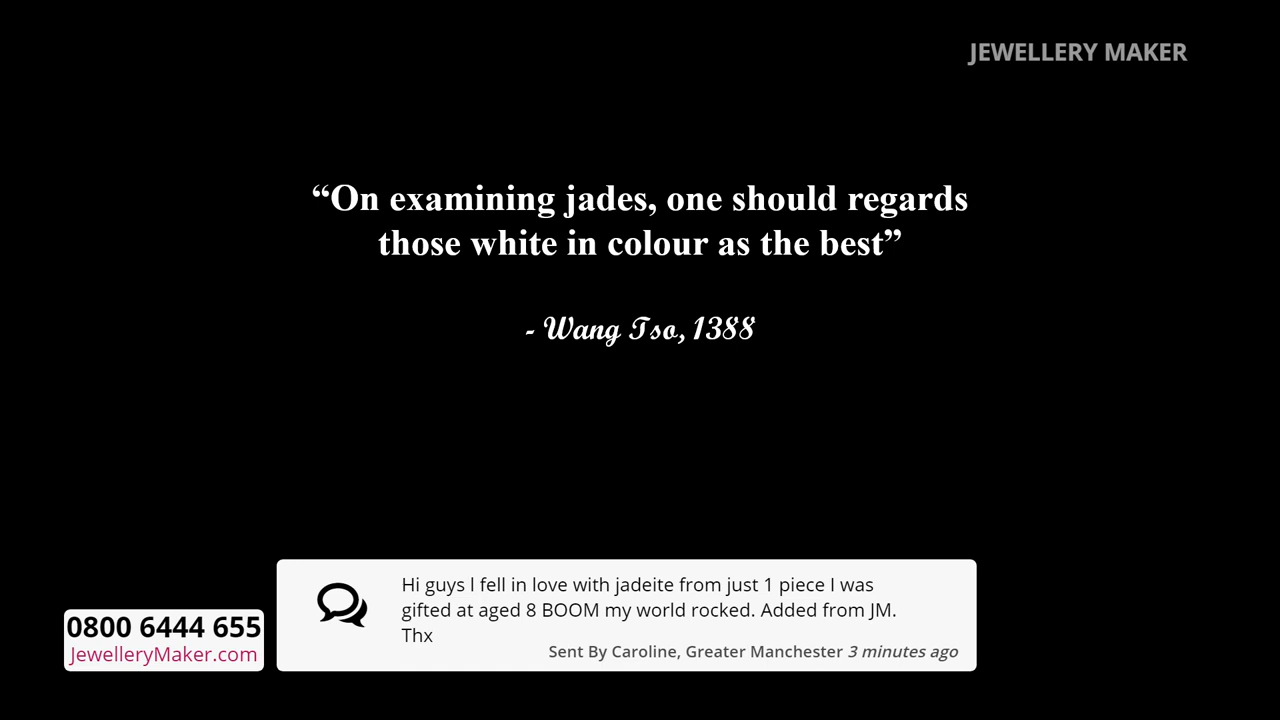 JEWELLERY MAKER
“On examining jades, one should regards
those white in colour as the best”
- Wang Tso, 1388
Hi guys I fell in love with jadeite from just 1 piece I was
gifted at aged 8 BOOM my world rocked. Added from JM.
Thx
Sent By Caroline, Greater Manchester 3 minutes ago
0800 6444 655
JewelleryMaker.com